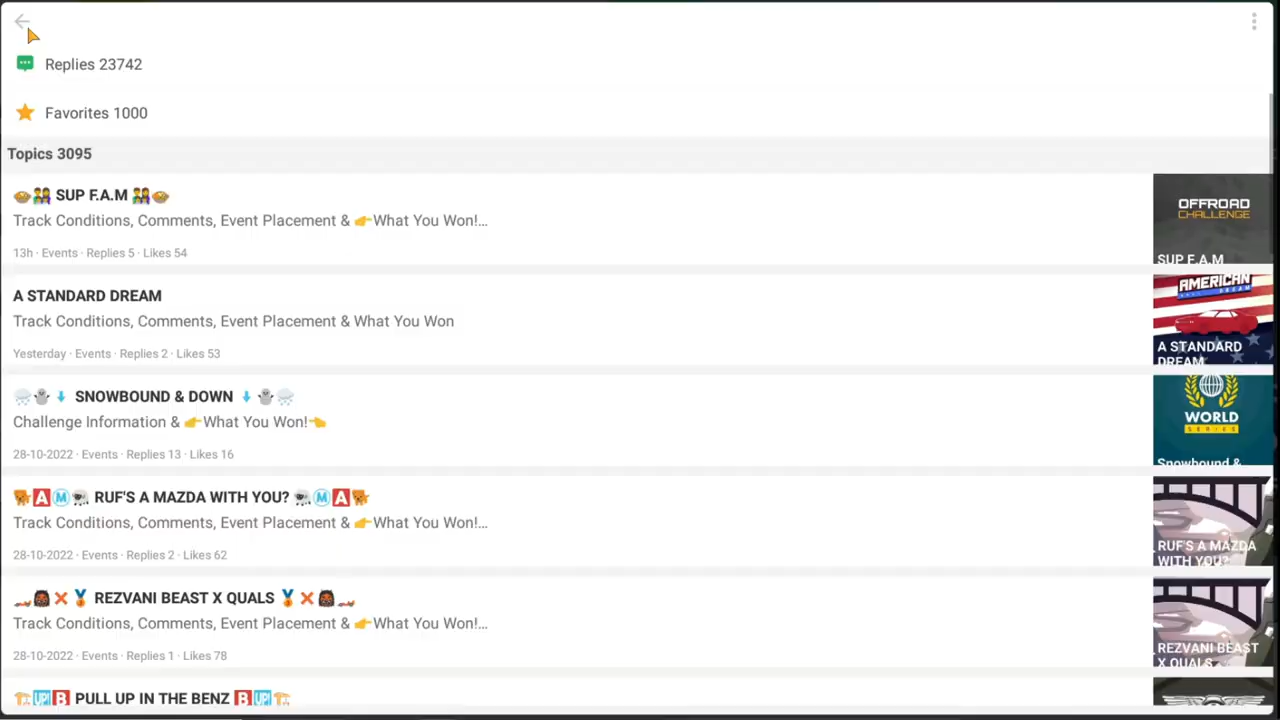 Replies 23742
Favorites 1000
Topics 3095
SUP F.A.M
Track Conditions, Comments, Event Placement & 👉What You Won!...
13h · Events · Replies 5 · Likes 54
OFFROAD
CHALLENGE
SUP F.A.M
A STANDARD DREAM
Track Conditions, Comments, Event Placement & What You Won
Yesterday · Events · Replies 2 · Likes 53
AMERICAN
DREAM
A STANDARD
DREAM
SNOWBOUND & DOWN
Challenge Information & 👉What You Won!👈
28-10-2022 · Events · Replies 13 · Likes 16
WORLD
SERIES
Snowbound &
🅰Ⓜ RUF'S A MAZDA WITH YOU? Ⓜ🅰
Track Conditions, Comments, Event Placement & 👉What You Won!...
28-10-2022 · Events · Replies 2 · Likes 62
RUF'S A MAZDA
WITH YOU?
REZVANI BEAST X QUALS
Track Conditions, Comments, Event Placement & 👉What You Won!...
28-10-2022 · Events · Replies 1 · Likes 78
REZVANI BEAST
X QUALS
🆙🅱 PULL UP IN THE BENZ 🅱🆙